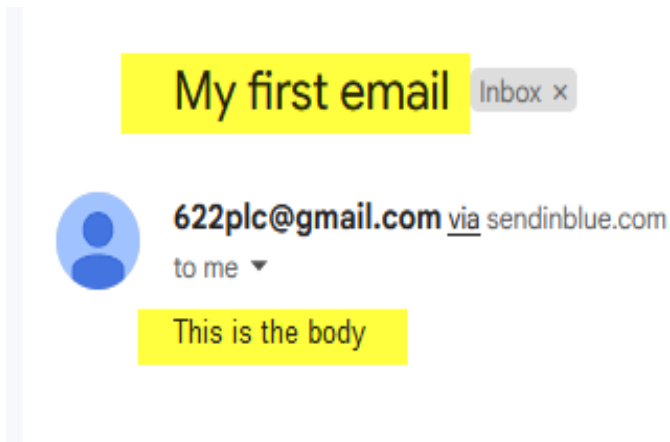 My first email Inbox ×
622plc@gmail.com via sendinblue.com
to me
This is the body